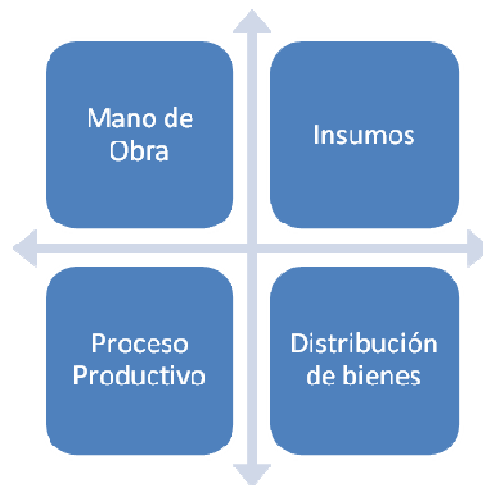 Mano de
Obra
Insumos
Proceso
Productivo
Distribución
de bienes